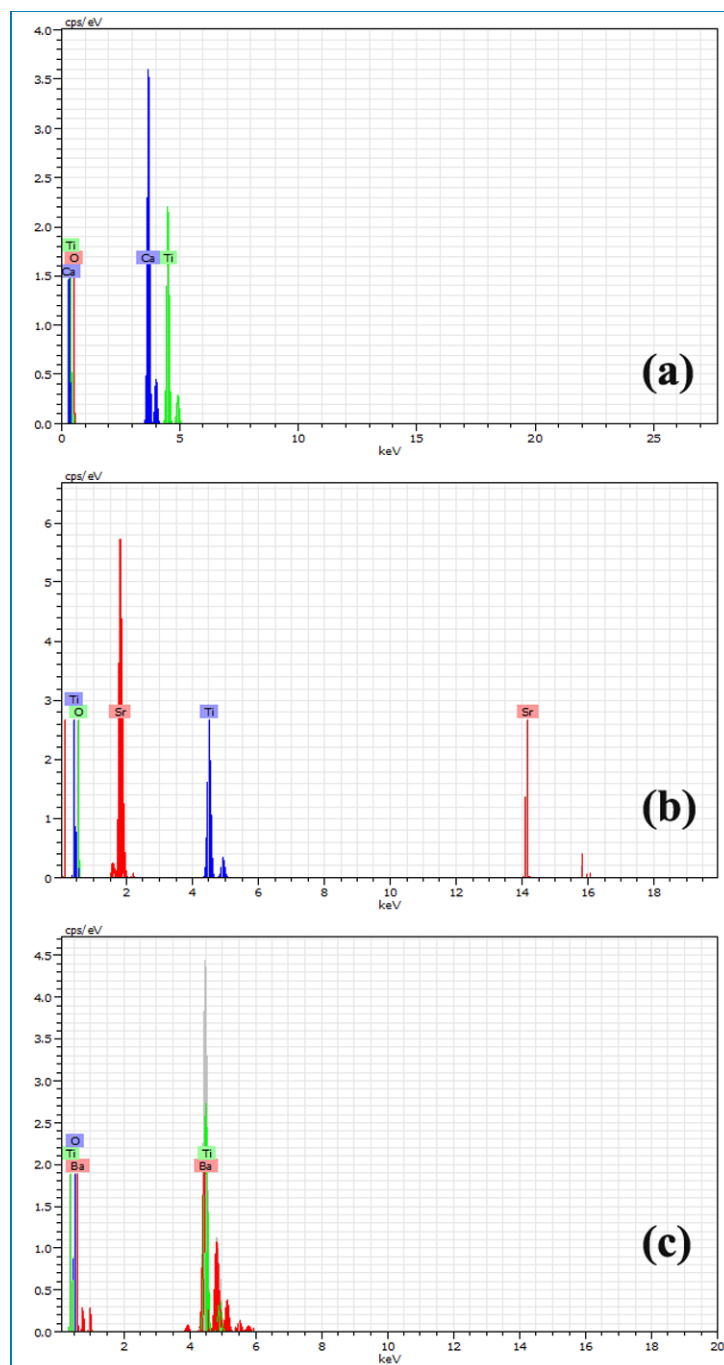 cps/eV
4.0
3.5
3.0
2.5
2.0
1.5
1.0
0.5
0.0
Ti
O
Ca
Ca Ti
(a)
0 5 10 15 20 25
keV
cps/eV
6
5
4
3
2
1
0
Ti
O Sr Ti Sr
(b)
2 4 6 8 10 12 14 16 18
keV
cps/eV
4.5
4.0
3.5
3.0
2.5
2.0
1.5
1.0
0.5
0.0
O
Ti Ti
Ba Ba
(c)
2 4 6 8 10 12 14 16 18 20
keV